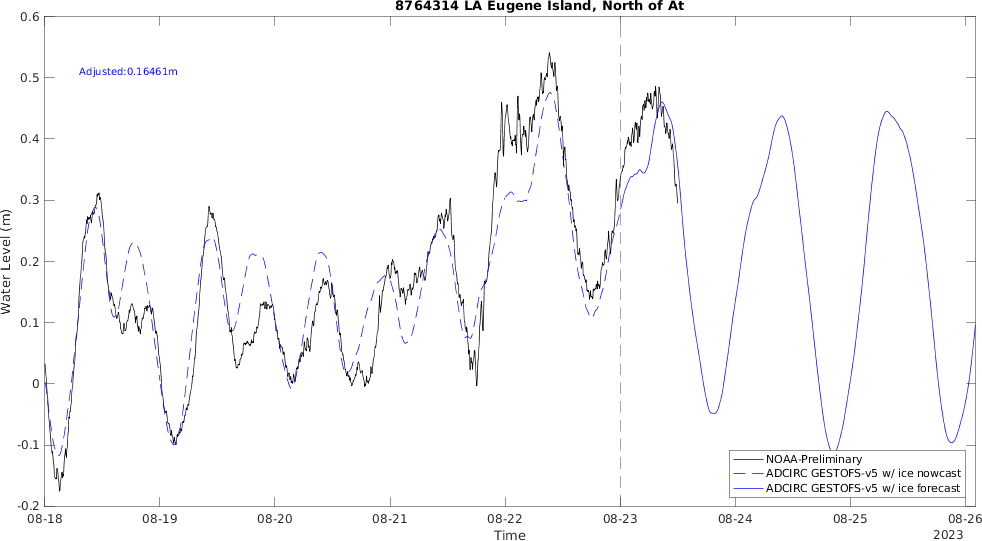 8764314 LA Eugene Island, North of At
Adjusted:0.16461m
Water Level (m)
0.6
0.5
0.4
0.3
0.2
0.1
0
-0.1
-0.2
NOAA-Preliminary
ADCIRC GESTOFS-v5 w/ ice nowcast
ADCIRC GESTOFS-v5 w/ ice forecast
08-18 08-19 08-20 08-21 08-22 08-23 08-24 08-25 08-26
Time
2023